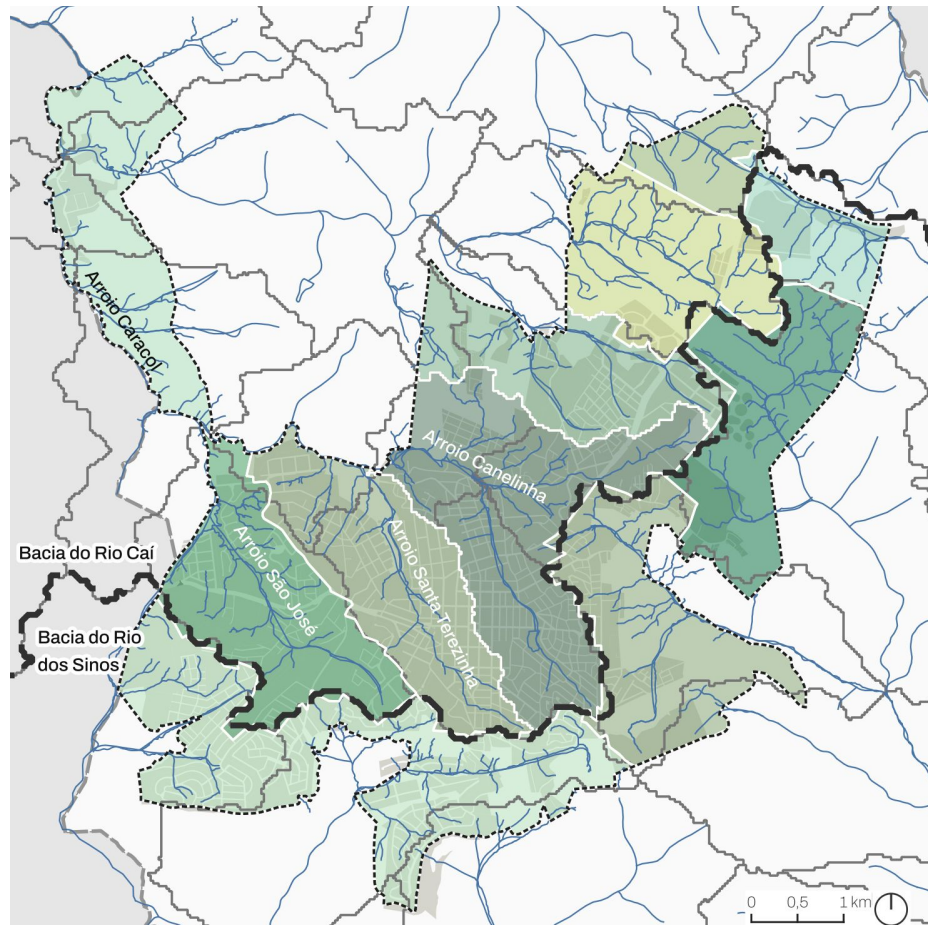 Arroio Caracol
Arroio Canelinha
Arroio São José
Arroio Santa Terezinha
Bacia do Rio Caí
Bacia do Rio
dos Sinos
0 0,5 1 km